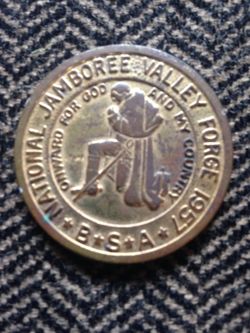 NATIONAL JAMBOREE VALLEY FORGE 1957
ONWARD FOR GOD AND MY COUNTRY
★ B ★ S ★ A ★